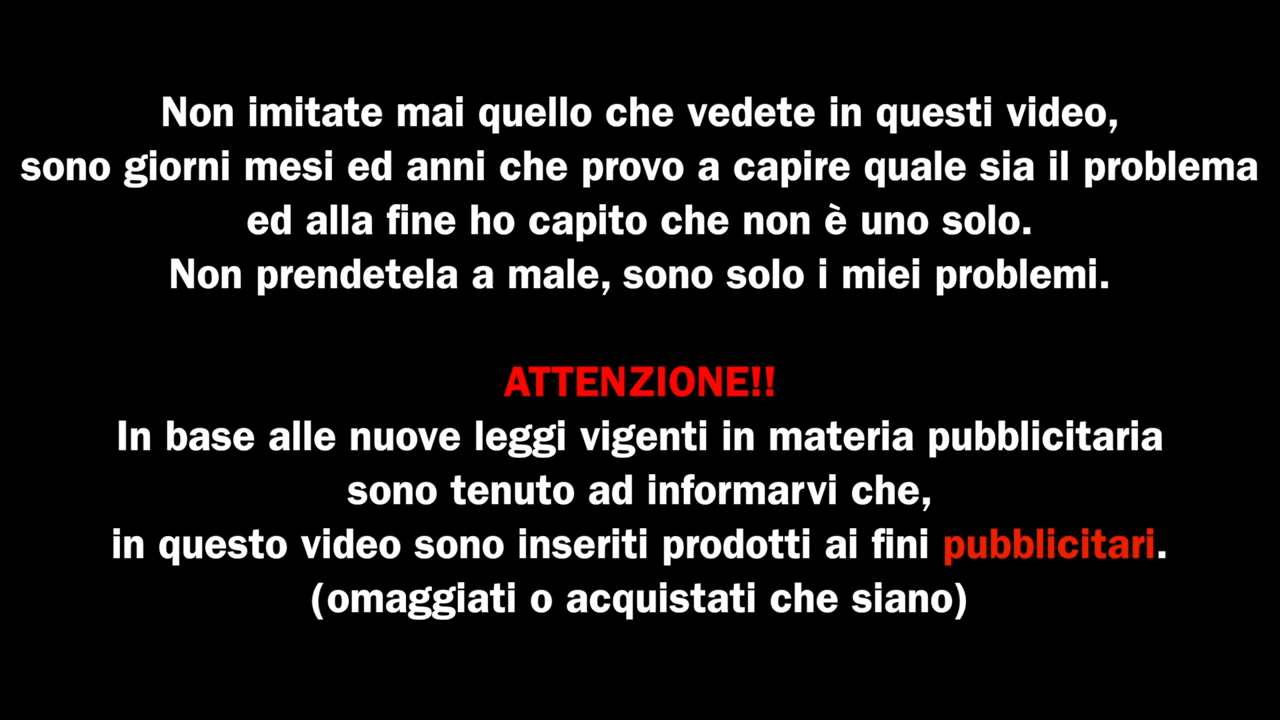 Non imitate mai quello che vedete in questi video,
sono giorni mesi ed anni che provo a capire quale sia il problema
ed alla fine ho capito che non è uno solo.
Non prendetela a male, sono solo i miei problemi.
ATTENZIONE!!
In base alle nuove leggi vigenti in materia pubblicitaria
sono tenuto ad informarvi che,
in questo video sono inseriti prodotti ai fini pubblicitari.
(omaggiati o acquistati che siano)